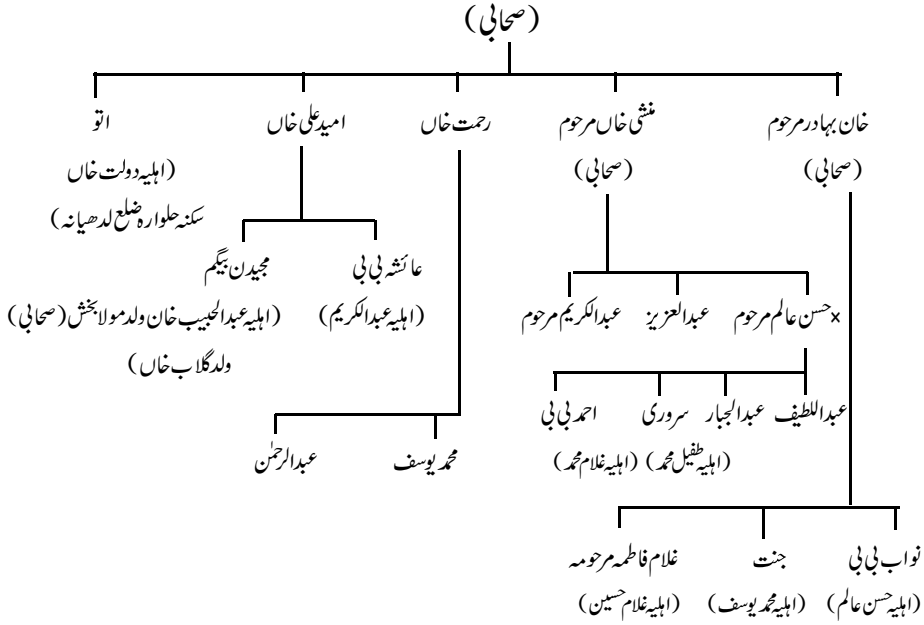 (صحابی)
خان بہادر مرحوم
(صحابی)
منشی خاں مرحوم
(صحابی)
رحمت خاں
امید علی خاں
اتو
(اہلیہ دولت خاں
سکنہ حلوارہ ضلع لدھیانہ)
عائشہ بی بی
(اہلیہ عبدالکریم)
مجیدن بیگم
(اہلیہ عبدالحبیب خان ولد مولا بخش (صحابی)
ولد گلاب خاں)
×حسن عالم مرحوم
عبدالعزیز
عبدالکریم مرحوم
عبداللطیف
عبدالجبار
سروری
(اہلیہ طفیل محمد)
احمد بی بی
(اہلیہ غلام محمد)
محمد یوسف
عبدالرحمٰن
نواب بی بی
(اہلیہ حسن عالم)
جنت
(اہلیہ محمد یوسف)
غلام فاطمہ مرحومہ
(اہلیہ غلام حسین)